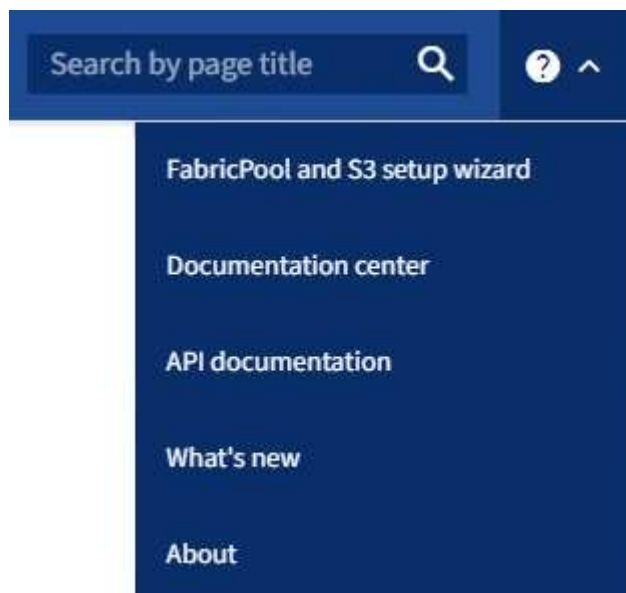 Search by page title
FabricPool and S3 setup wizard
Documentation center
API documentation
What's new
About